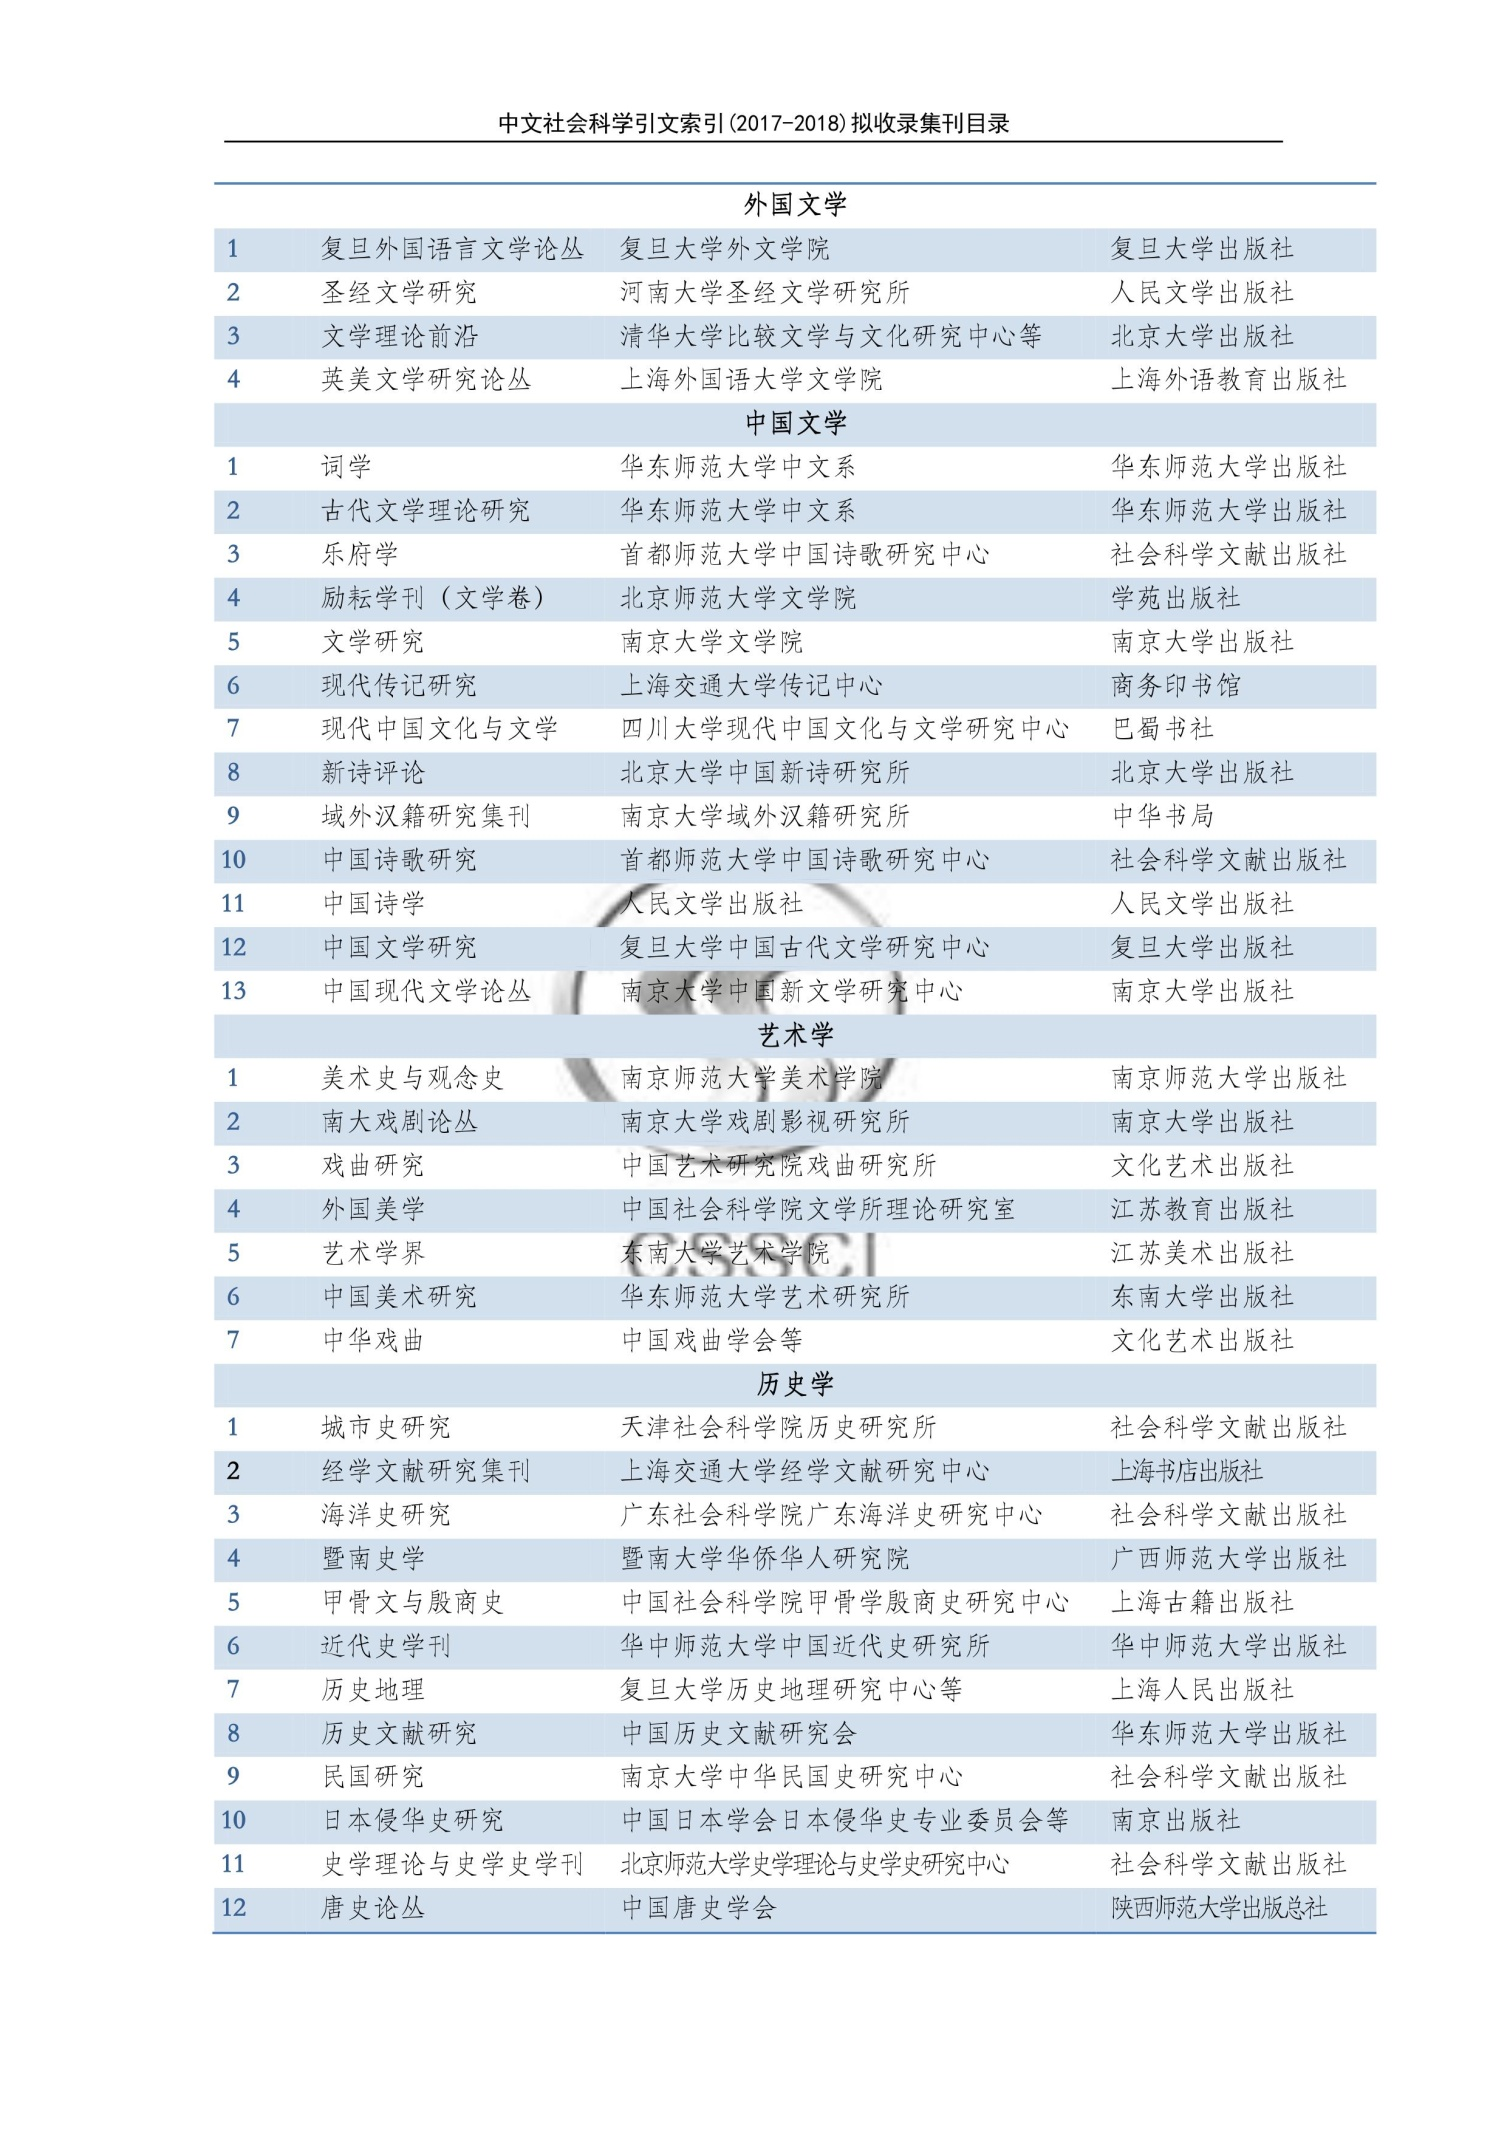 中文社会科学引文索引(2017-2018)拟收录集刊目录
外国文学
1 复旦外国语言文学论丛 复旦大学外文学院 复旦大学出版社
2 圣经文学研究 河南大学圣经文学研究所 人民文学出版社
3 文学理论前沿 清华大学比较文学与文化研究中心等 北京大学出版社
4 英美文学研究论丛 上海外国语大学文学院 上海外语教育出版社
中国文学
1 词学 华东师范大学中文系 华东师范大学出版社
2 古代文学理论研究 华东师范大学中文系 华东师范大学出版社
3 乐府学 首都师范大学中国诗歌研究中心 社会科学文献出版社
4 励耘学刊（文学卷） 北京师范大学文学院 学苑出版社
5 文学研究 南京大学文学院 南京大学出版社
6 现代传记研究 上海交通大学传记中心 商务印书馆
7 现代中国文化与文学 四川大学现代中国文化与文学研究中心 巴蜀书社
8 新诗评论 北京大学中国新诗研究所 北京大学出版社
9 域外汉籍研究集刊 南京大学域外汉籍研究所 中华书局
10 中国诗歌研究 首都师范大学中国诗歌研究中心 社会科学文献出版社
11 中国诗学 人民文学出版社 人民文学出版社
12 中国文学研究 复旦大学中国古代文学研究中心 复旦大学出版社
13 中国现代文学论丛 南京大学中国新文学研究中心 南京大学出版社
艺术学
1 美术史与观念史 南京师范大学美术学院 南京师范大学出版社
2 南大戏剧论丛 南京大学戏剧影视研究所 南京大学出版社
3 戏曲研究 中国艺术研究院戏曲研究所 文化艺术出版社
4 外国美学 中国社会科学院文学所理论研究室 江苏教育出版社
5 艺术学界 东南大学艺术学院 江苏美术出版社
CSSCI
6 中国美术研究 华东师范大学艺术研究所 东南大学出版社
7 中华戏曲 中国戏曲学会等 文化艺术出版社
历史学
1 城市史研究 天津社会科学院历史研究所 社会科学文献出版社
2 经学文献研究集刊 上海交通大学经学文献研究中心 上海书店出版社
3 海洋史研究 广东社会科学院广东海洋史研究中心 社会科学文献出版社
4 暨南史学 暨南大学华侨华人研究院 广西师范大学出版社
5 甲骨文与殷商史 中国社会科学院甲骨学殷商史研究中心 上海古籍出版社
6 近代史学刊 华中师范大学中国近代史研究所 华中师范大学出版社
7 历史地理 复旦大学历史地理研究中心等 上海人民出版社
8 历史文献研究 中国历史文献研究会 华东师范大学出版社
9 民国研究 南京大学中华民国史研究中心 社会科学文献出版社
10 日本侵华史研究 中国日本学会日本侵华史专业委员会等 南京出版社
11 史学理论与史学史学刊 北京师范大学史学理论与史学史研究中心 社会科学文献出版社
12 唐史论丛 中国唐史学会 陕西师范大学出版总社